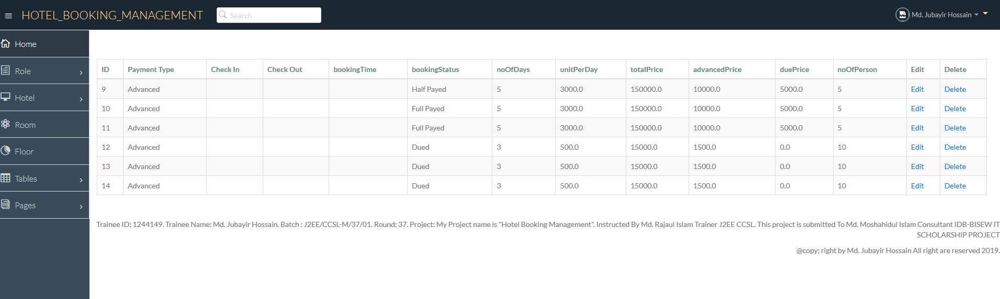 HOTEL_BOOKING_MANAGEMENT Search Md. Jubayir Hossain
Home
Role
Hotel
Room
Floor
Tables
Pages
ID Payment Type Check In Check Out bookingTime bookingStatus noOfDays unitPerDay totalPrice advancedPrice duePrice noOfPerson Edit Delete
9 Advanced Half Payed 5 3000.0 150000.0 10000.0 5000.0 5 Edit Delete
10 Advanced Full Payed 5 3000.0 150000.0 10000.0 5000.0 5 Edit Delete
11 Advanced Full Payed 5 3000.0 150000.0 10000.0 5000.0 5 Edit Delete
12 Advanced Dued 3 500.0 15000.0 1500.0 0.0 10 Edit Delete
13 Advanced Dued 3 500.0 15000.0 1500.0 0.0 10 Edit Delete
14 Advanced Dued 3 500.0 15000.0 1500.0 0.0 10 Edit Delete
Trainee ID: 1244149. Trainee Name: Md. Jubayir Hossain. Batch : J2EE/CCSL-M/37/01. Round: 37. Project: My Project name is "Hotel Booking Management". Instructed By Md. Rajaul Islam Trainer J2EE CCSL. This project is submitted To Md. Moshahidul Islam Consultant IDB-BISEW IT
SCHOLARSHIP PROJECT
@copy; right by Md. Jubayir Hossain All right are reserved 2019.